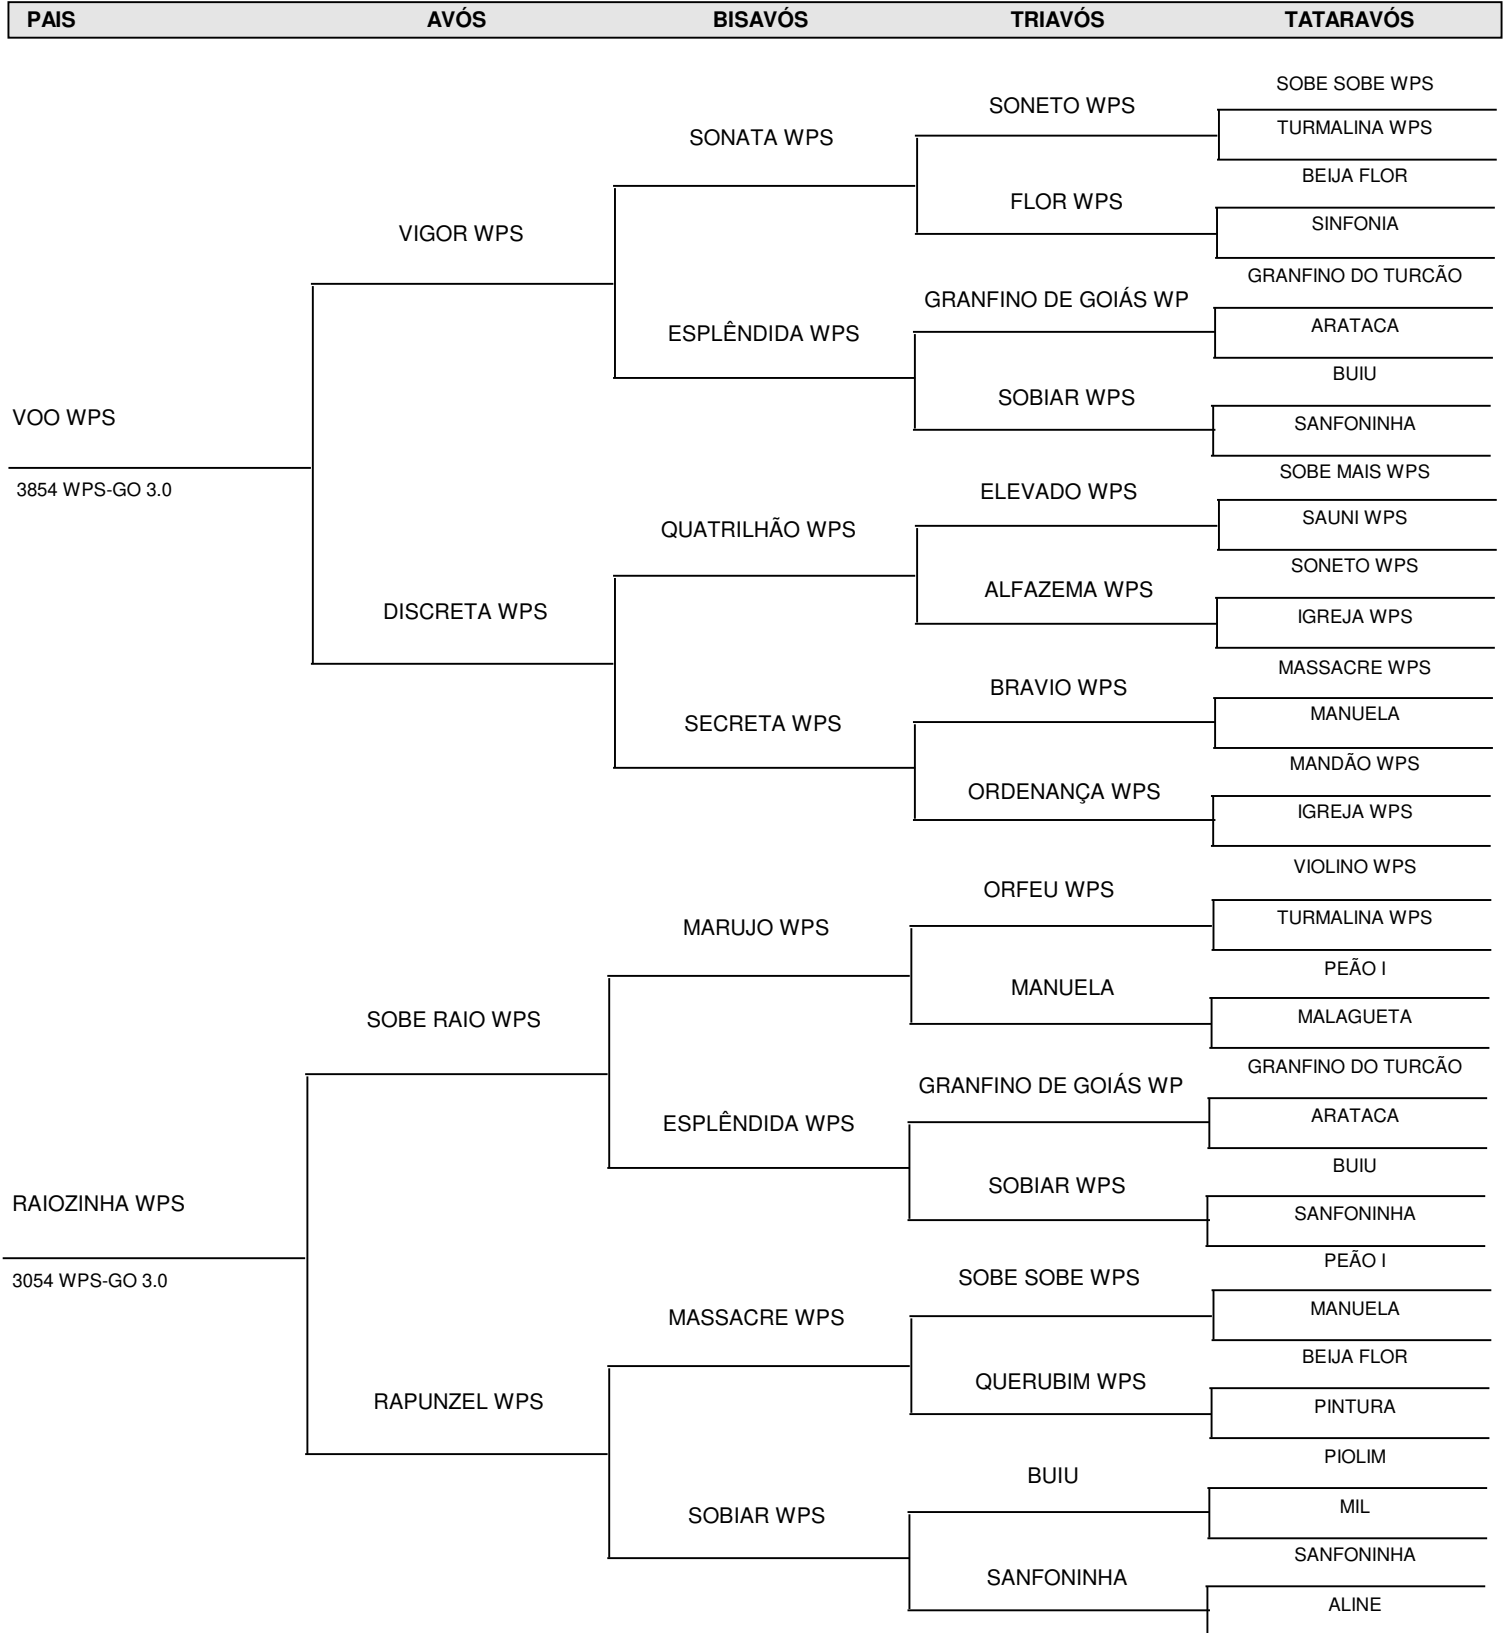 PAIS AVÓS BISAVÓS TRIAVÓS TATARAVÓS
SOBE SOBE WPS
SONETO WPS
TURMALINA WPS
SONATA WPS
BEIJA FLOR
FLOR WPS
SINFONIA
VIGOR WPS
GRANFINO DO TURCÃO
GRANFINO DE GOIÁS WP
ARATACA
ESPLÊNDIDA WPS
BUIU
SOBIAR WPS
SANFONINHA
VOO WPS
3854 WPS-GO 3.0
SOBE MAIS WPS
ELEVADO WPS
SAUNI WPS
QUATRILHÃO WPS
SONETO WPS
ALFAZEMA WPS
IGREJA WPS
DISCRETA WPS
MASSACRE WPS
BRAVIO WPS
MANUELA
SECRETA WPS
MANDÃO WPS
ORDENANÇA WPS
IGREJA WPS
VIOLINO WPS
ORFEU WPS
TURMALINA WPS
MARUJO WPS
PEÃO I
MANUELA
MALAGUETA
SOBE RAIO WPS
GRANFINO DO TURCÃO
GRANFINO DE GOIÁS WP
ARATACA
ESPLÊNDIDA WPS
BUIU
SOBIAR WPS
SANFONINHA
RAIOZINHA WPS
3054 WPS-GO 3.0
PEÃO I
SOBE SOBE WPS
MANUELA
MASSACRE WPS
BEIJA FLOR
QUERUBIM WPS
PINTURA
RAPUNZEL WPS
PIOLIM
BUIU
MIL
SOBIAR WPS
SANFONINHA
SANFONINHA
ALINE